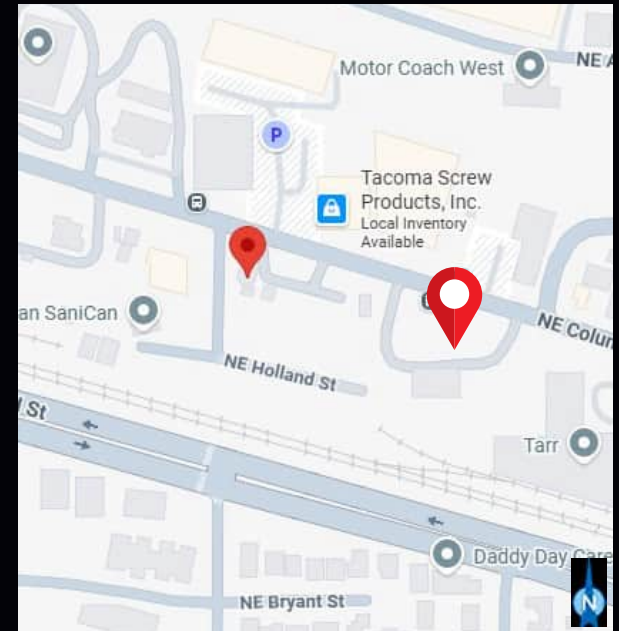 Motor Coach West
NE A
P
Tacoma Screw
Products, Inc.
Local Inventory
Available
an SaniCan
NE Colum
NE Holland St
St
Tarr
Daddy Day Care
NE Bryant St
N